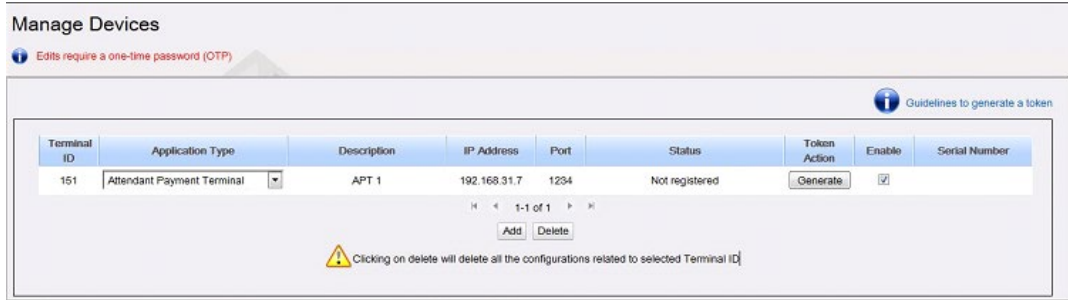 Manage Devices
Edits require a one-time password (OTP)
Guidelines to generate a token
Terminal ID Application Type Description IP Address Port Status Token Action Enable Serial Number
151 Attendant Payment Terminal APT 1 192.168.31.7 1234 Not registered Generate
1-1 of 1
Add Delete
Clicking on delete will delete all the configurations related to selected Terminal ID